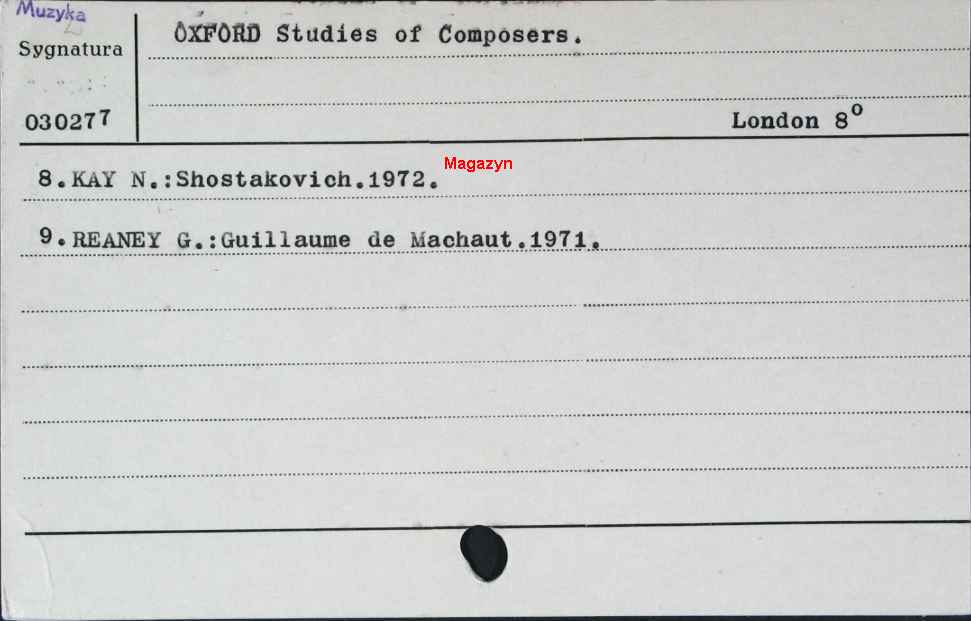 Muzyka
Sygnatura
OXFORD Studies of Composers.
030277
London 8º
Magazyn
8.KAY N.:Shostakovich.1972.
9.REANEY G.:Guillaume de Machaut.1971.